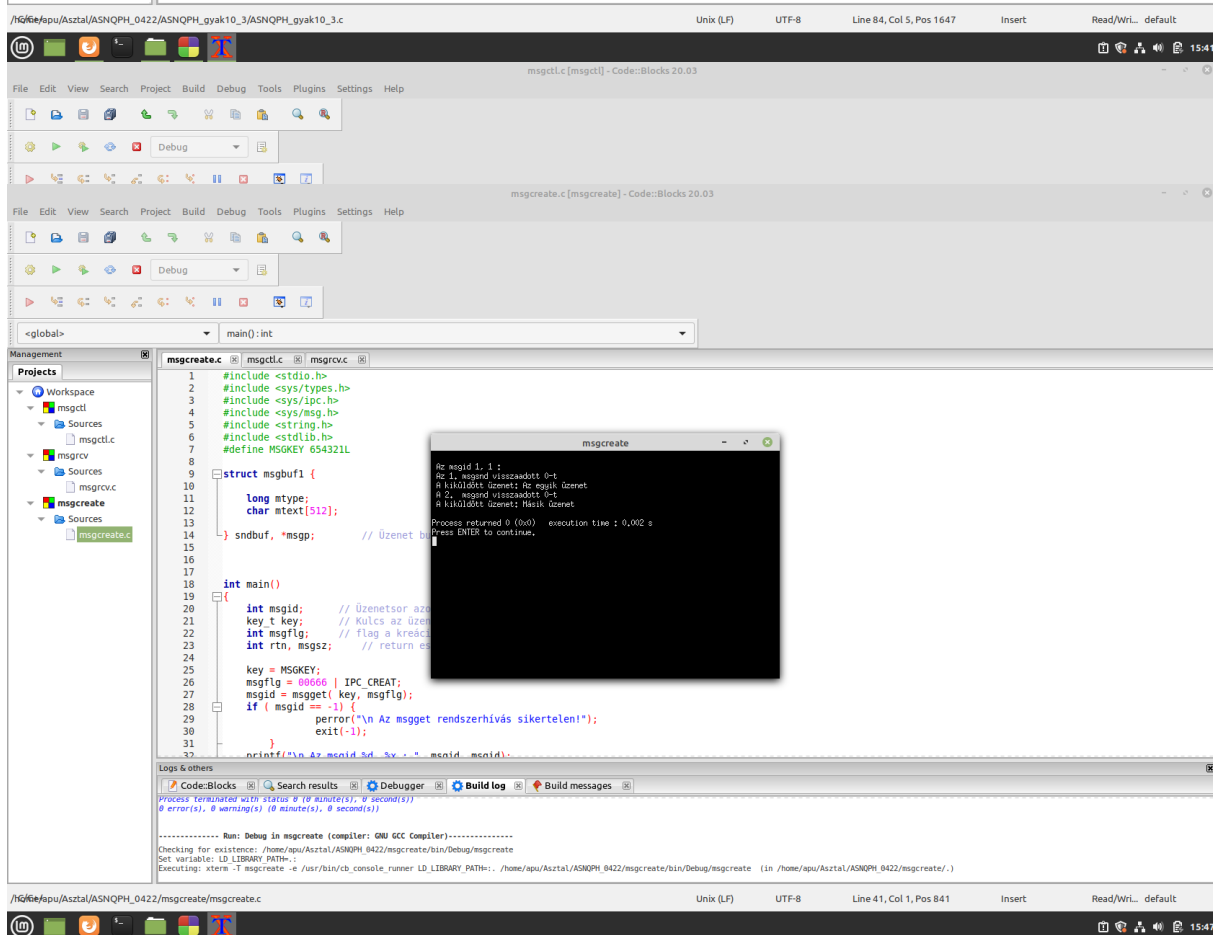 /home/apu/Asztal/ASNQPH_0422/ASNQPH_gyak10_3/ASNQPH_gyak10_3.c Unix (LF) UTF-8 Line 84, Col 5, Pos 1647 Insert Read/Wri... default
15:41
msgctl.c [msgctl] - Code::Blocks 20.03
File Edit View Search Project Build Debug Tools Plugins Settings Help
Debug
msgcreate.c [msgcreate] - Code::Blocks 20.03
File Edit View Search Project Build Debug Tools Plugins Settings Help
Debug
<global> main() : int
Management
Projects
Workspace
msgctl
Sources
msgctl.c
msgrcv
Sources
msgrcv.c
msgcreate
Sources
msgcreate.c
msgcreate.c msgctl.c msgrcv.c
1 #include <stdio.h>
2 #include <sys/types.h>
3 #include <sys/ipc.h>
4 #include <sys/msg.h>
5 #include <string.h>
6 #include <stdlib.h>
7 #define MSGKEY 654321L
8
9 struct msgbuf1 {
10
11 long mtype;
12 char mtext[512];
13
14 } sndbuf, *msgp; // Üzenet
15
16
17
18 int main()
19 {
20 int msgid; // Üzenetsor
21 key_t key; // Kulcs az
22 int msgflg; // flag a
23 int rtn, msgsz; // return
24
25 key = MSGKEY;
26 msgflg = 00666 | IPC_CREAT;
27 msgid = msgget( key, msgflg);
28 if ( msgid == -1) {
29 perror("\n Az msgget rendszerhívás sikertelen!");
30 exit(-1);
31 }
32 printf("\n Az msgid %d, %x : ", msgid, msgid);
msgcreate
Az msgid 1, 1 :
Az 1. msgsnd visszaadott 0-t
A kiküldött üzenet: Az egyik üzenet
A 2. msgsnd visszaadott 0-t
A kiküldött üzenet: Másik üzenet
Process returned 0 (0x0) execution time : 0.002 s
Press ENTER to continue.
Logs & others
Code::Blocks Search results Debugger Build log Build messages
Process terminated with status 0 (0 minute(s), 0 second(s))
0 error(s), 0 warning(s) (0 minute(s), 0 second(s))
-------------- Run: Debug in msgcreate (compiler: GNU GCC Compiler)---------------
Checking for existence: /home/apu/Asztal/ASNQPH_0422/msgcreate/bin/Debug/msgcreate
Set variable: LD_LIBRARY_PATH=.:
Executing: xterm -T msgcreate -e /usr/bin/cb_console_runner LD_LIBRARY_PATH=:. /home/apu/Asztal/ASNQPH_0422/msgcreate/bin/Debug/msgcreate (in /home/apu/Asztal/ASNQPH_0422/msgcreate/.)
/home/apu/Asztal/ASNQPH_0422/msgcreate/msgcreate.c Unix (LF) UTF-8 Line 41, Col 1, Pos 841 Insert Read/Wri... default
15:47